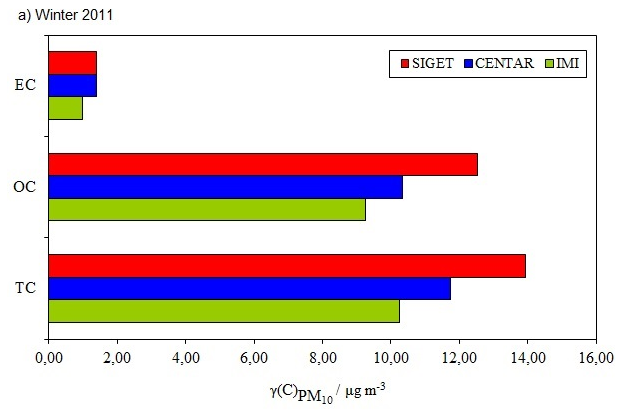 a) Winter 2011
SIGET CENTAR IMI
EC
OC
TC
0,00 2,00 4,00 6,00 8,00 10,00 12,00 14,00 16,00
γ(C)PM10 / µg m-3